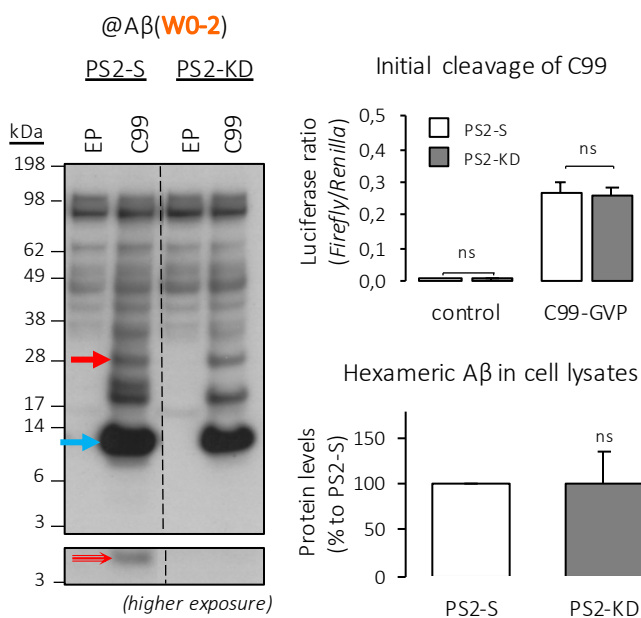 @Aβ(W0-2)
PS2-S PS2-KD
kDa
EP C99 EP C99
198
98
62
49
38
28
17
14
6
3
3
(higher exposure)
Initial cleavage of C99
Luciferase ratio
(Firefly/Renilla)
0,5
0,4
0,3
0,2
0,1
0,0
PS2-S
PS2-KD
ns
ns
control C99-GVP
Hexameric Aβ in cell lysates
Protein levels
(% to PS2-S)
150
100
50
0
ns
PS2-S PS2-KD